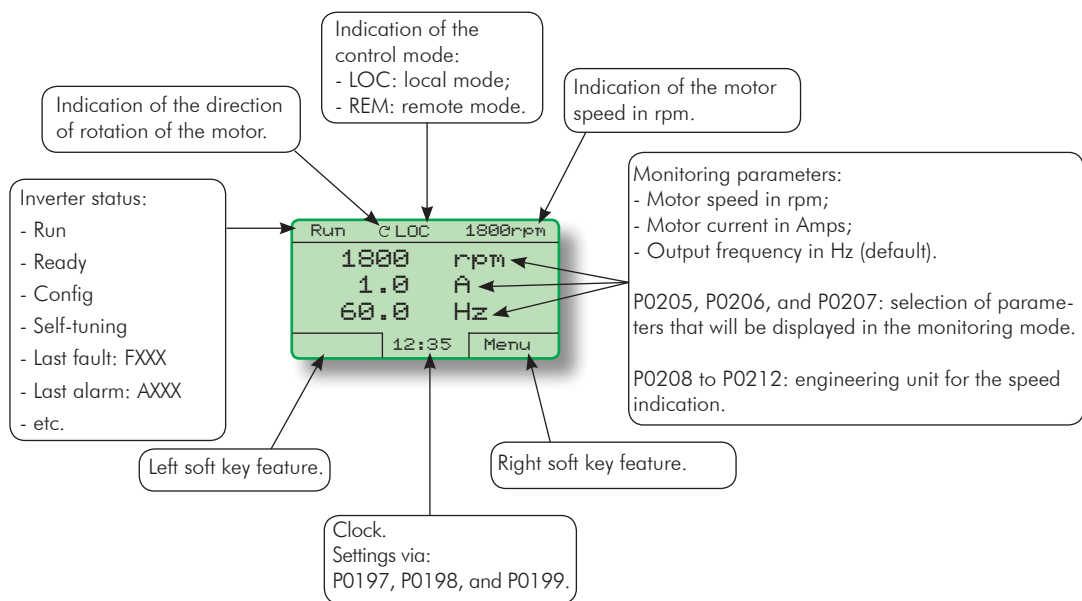 Indication of the
control mode:
- LOC: local mode;
- REM: remote mode.
Indication of the direction
of rotation of the motor.
Indication of the motor
speed in rpm.
Inverter status:
- Run
- Ready
- Config
- Self-tuning
- Last fault: FXXX
- Last alarm: AXXX
- etc.
Run LOC 1800rpm
1800 rpm
1.0 A
60.0 Hz
12:35 Menu
Monitoring parameters:
- Motor speed in rpm;
- Motor current in Amps;
- Output frequency in Hz (default).
P0205, P0206, and P0207: selection of parame-
ters that will be displayed in the monitoring mode.
P0208 to P0212: engineering unit for the speed
indication.
Left soft key feature.
Right soft key feature.
Clock.
Settings via:
P0197, P0198, and P0199.